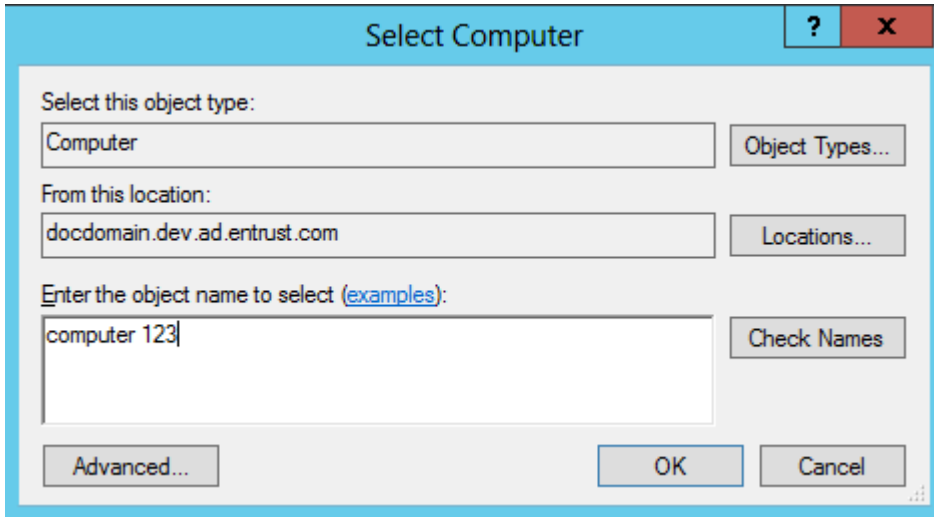 Select Computer
?
x
Select this object type:
Computer
Object Types...
From this location:
docdomain.dev.ad.entrust.com
Locations...
Enter the object name to select (examples):
computer 123
Check Names
Advanced...
OK
Cancel